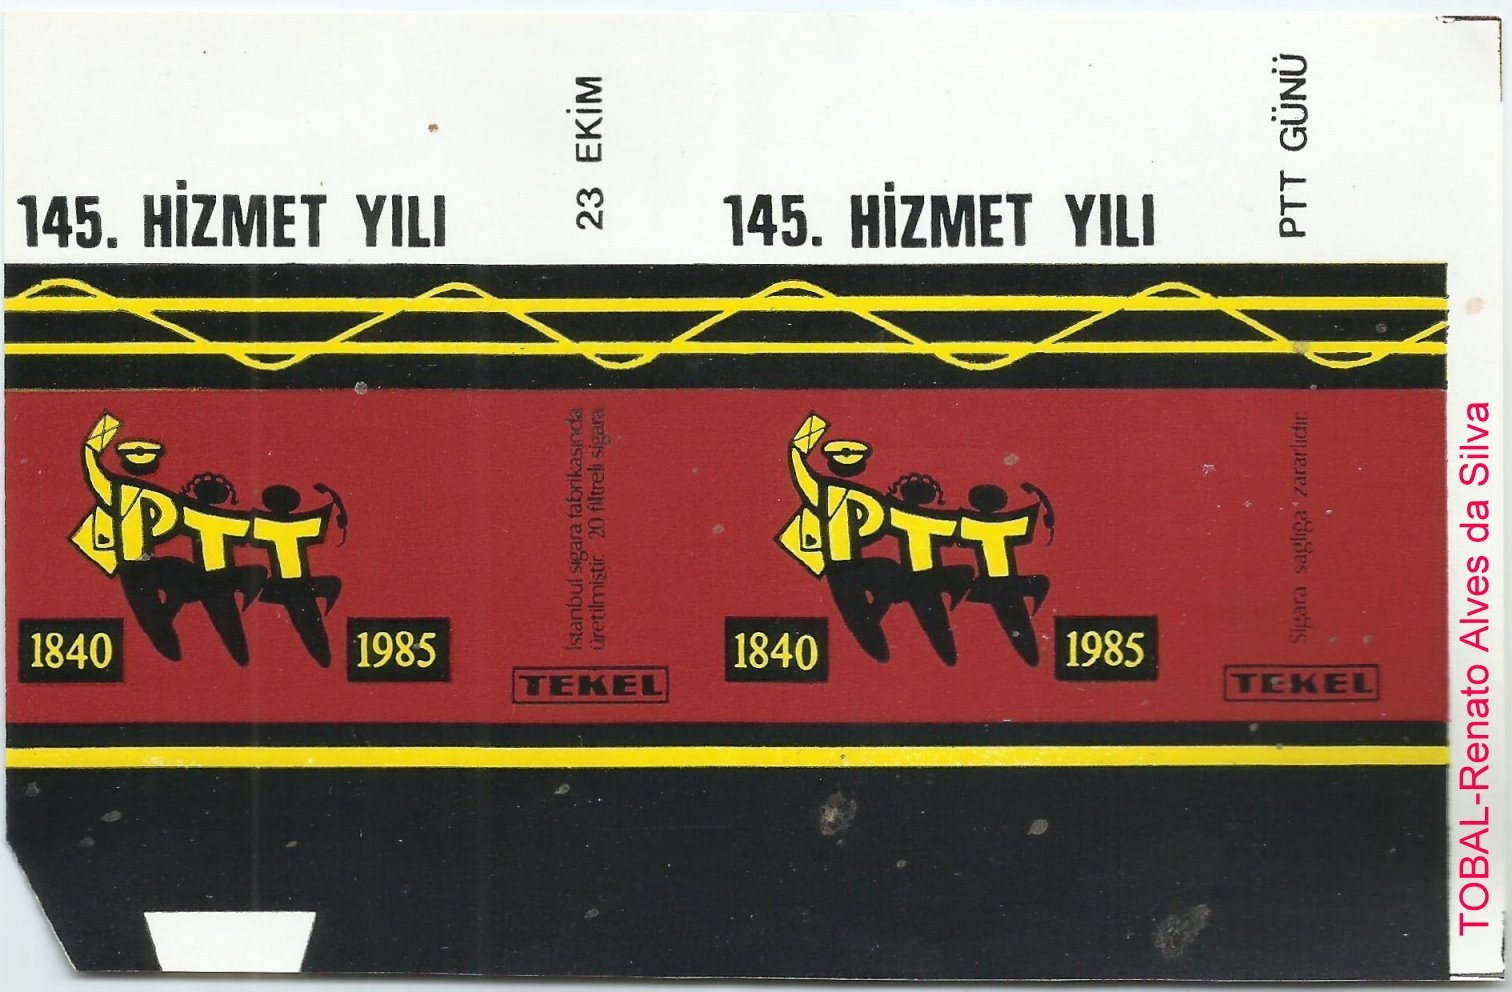 145. HİZMET YILI
23 EKİM
145. HİZMET YILI
PTT GÜNÜ
PTT
1840
1985
İstanbul sigara fabrikasında
üretilmiştir. 20 filtreli sigara
TEKEL
PTT
1840
1985
Sigara sağlığa zararlıdır
TEKEL
TOBAL-Renato Alves da Silva